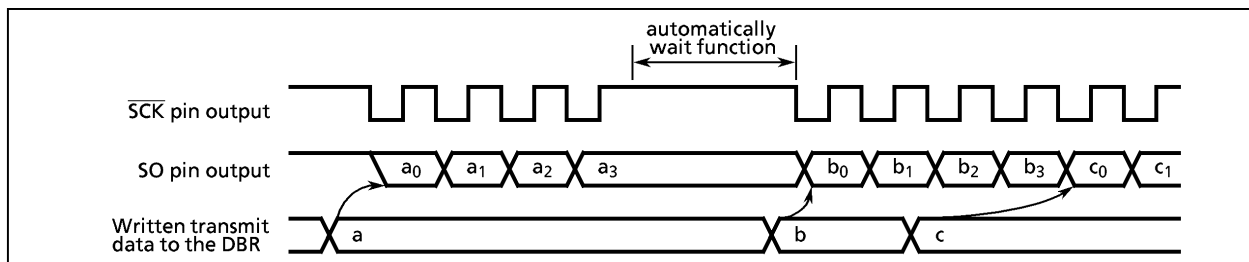 automatically
wait function
SCK pin output
SO pin output
a0 a1 a2 a3 b0 b1 b2 b3 c0 c1
Written transmit
data to the DBR
a b c